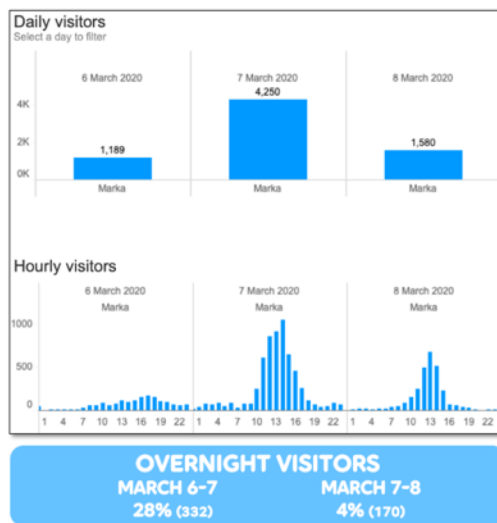 Daily visitors
Select a day to filter
6 March 2020 7 March 2020 8 March 2020
4K
2K
0K
1,189 4,250 1,580
Marka Marka Marka
Hourly visitors
6 March 2020 7 March 2020 8 March 2020
Marka Marka Marka
1000
500
0
1 4 7 10 13 16 19 22 1 4 7 10 13 16 19 22 1 4 7 10 13 16 19 22
OVERNIGHT VISITORS
MARCH 6-7 MARCH 7-8
28% (332) 4% (170)